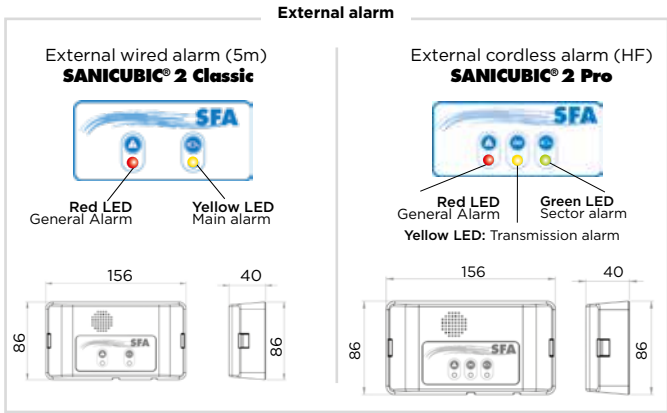 External alarm
External wired alarm (5m)
SANICUBIC® 2 Classic
SFA
Red LED
General Alarm
Yellow LED
Main alarm
156
40
86
86
SFA
External cordless alarm (HF)
SANICUBIC® 2 Pro
SFA
Red LED
General Alarm
Green LED
Sector alarm
Yellow LED: Transmission alarm
156
40
86
86
SFA